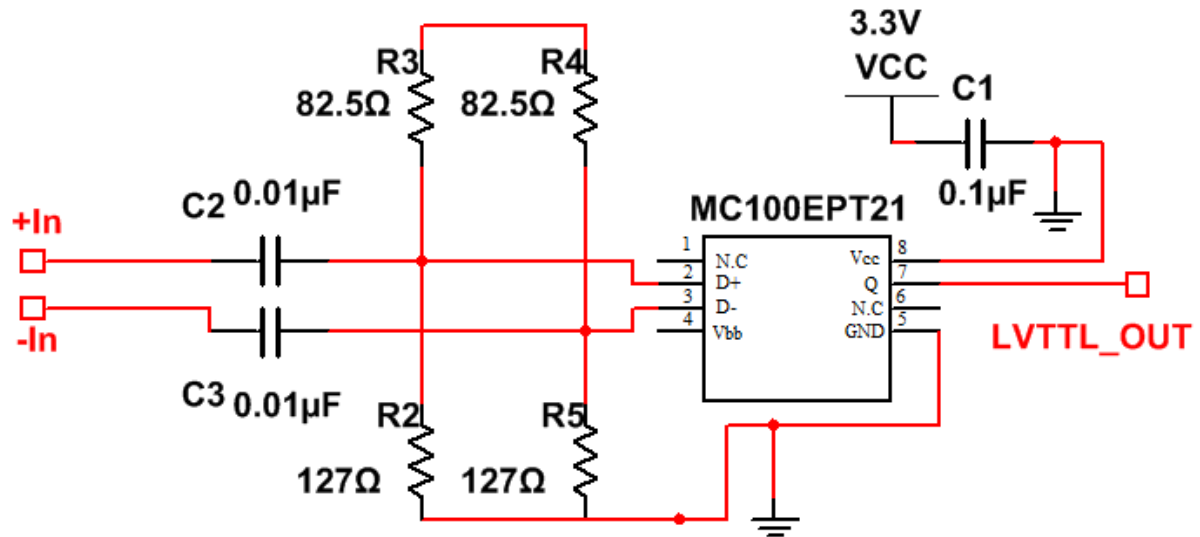 3.3V
VCC
C1
0.1µF
R3
82.5Ω
R4
82.5Ω
C2
0.01µF
+In
-In
C3
0.01µF
R2
127Ω
R5
127Ω
MC100EPT21
1
N.C
2
D+
3
D-
4
Vbb
8
Vcc
7
Q
6
N.C
5
GND
LVTTL_OUT